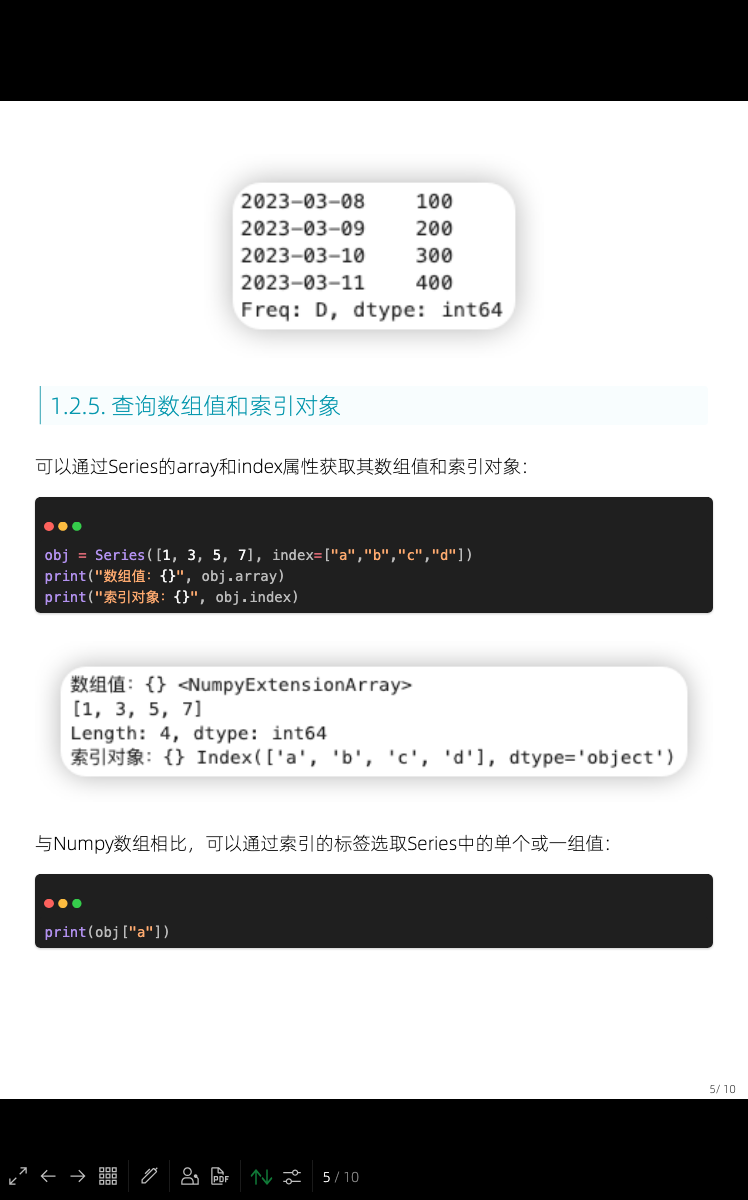 2023-03-08    100
2023-03-09    200
2023-03-10    300
2023-03-11    400
Freq: D, dtype: int64
1.2.5. 查询数组值和索引对象
可以通过Series的array和index属性获取其数组值和索引对象：
obj = Series([1, 3, 5, 7], index=["a","b","c","d"])
print("数组值：{}", obj.array)
print("索引对象：{}", obj.index)
数组值：{} <NumpyExtensionArray>
[1, 3, 5, 7]
Length: 4, dtype: int64
索引对象：{} Index(['a', 'b', 'c', 'd'], dtype='object')
与Numpy数组相比，可以通过索引的标签选取Series中的单个或一组值：
print(obj["a"])
5/ 10
PDF
5 / 10